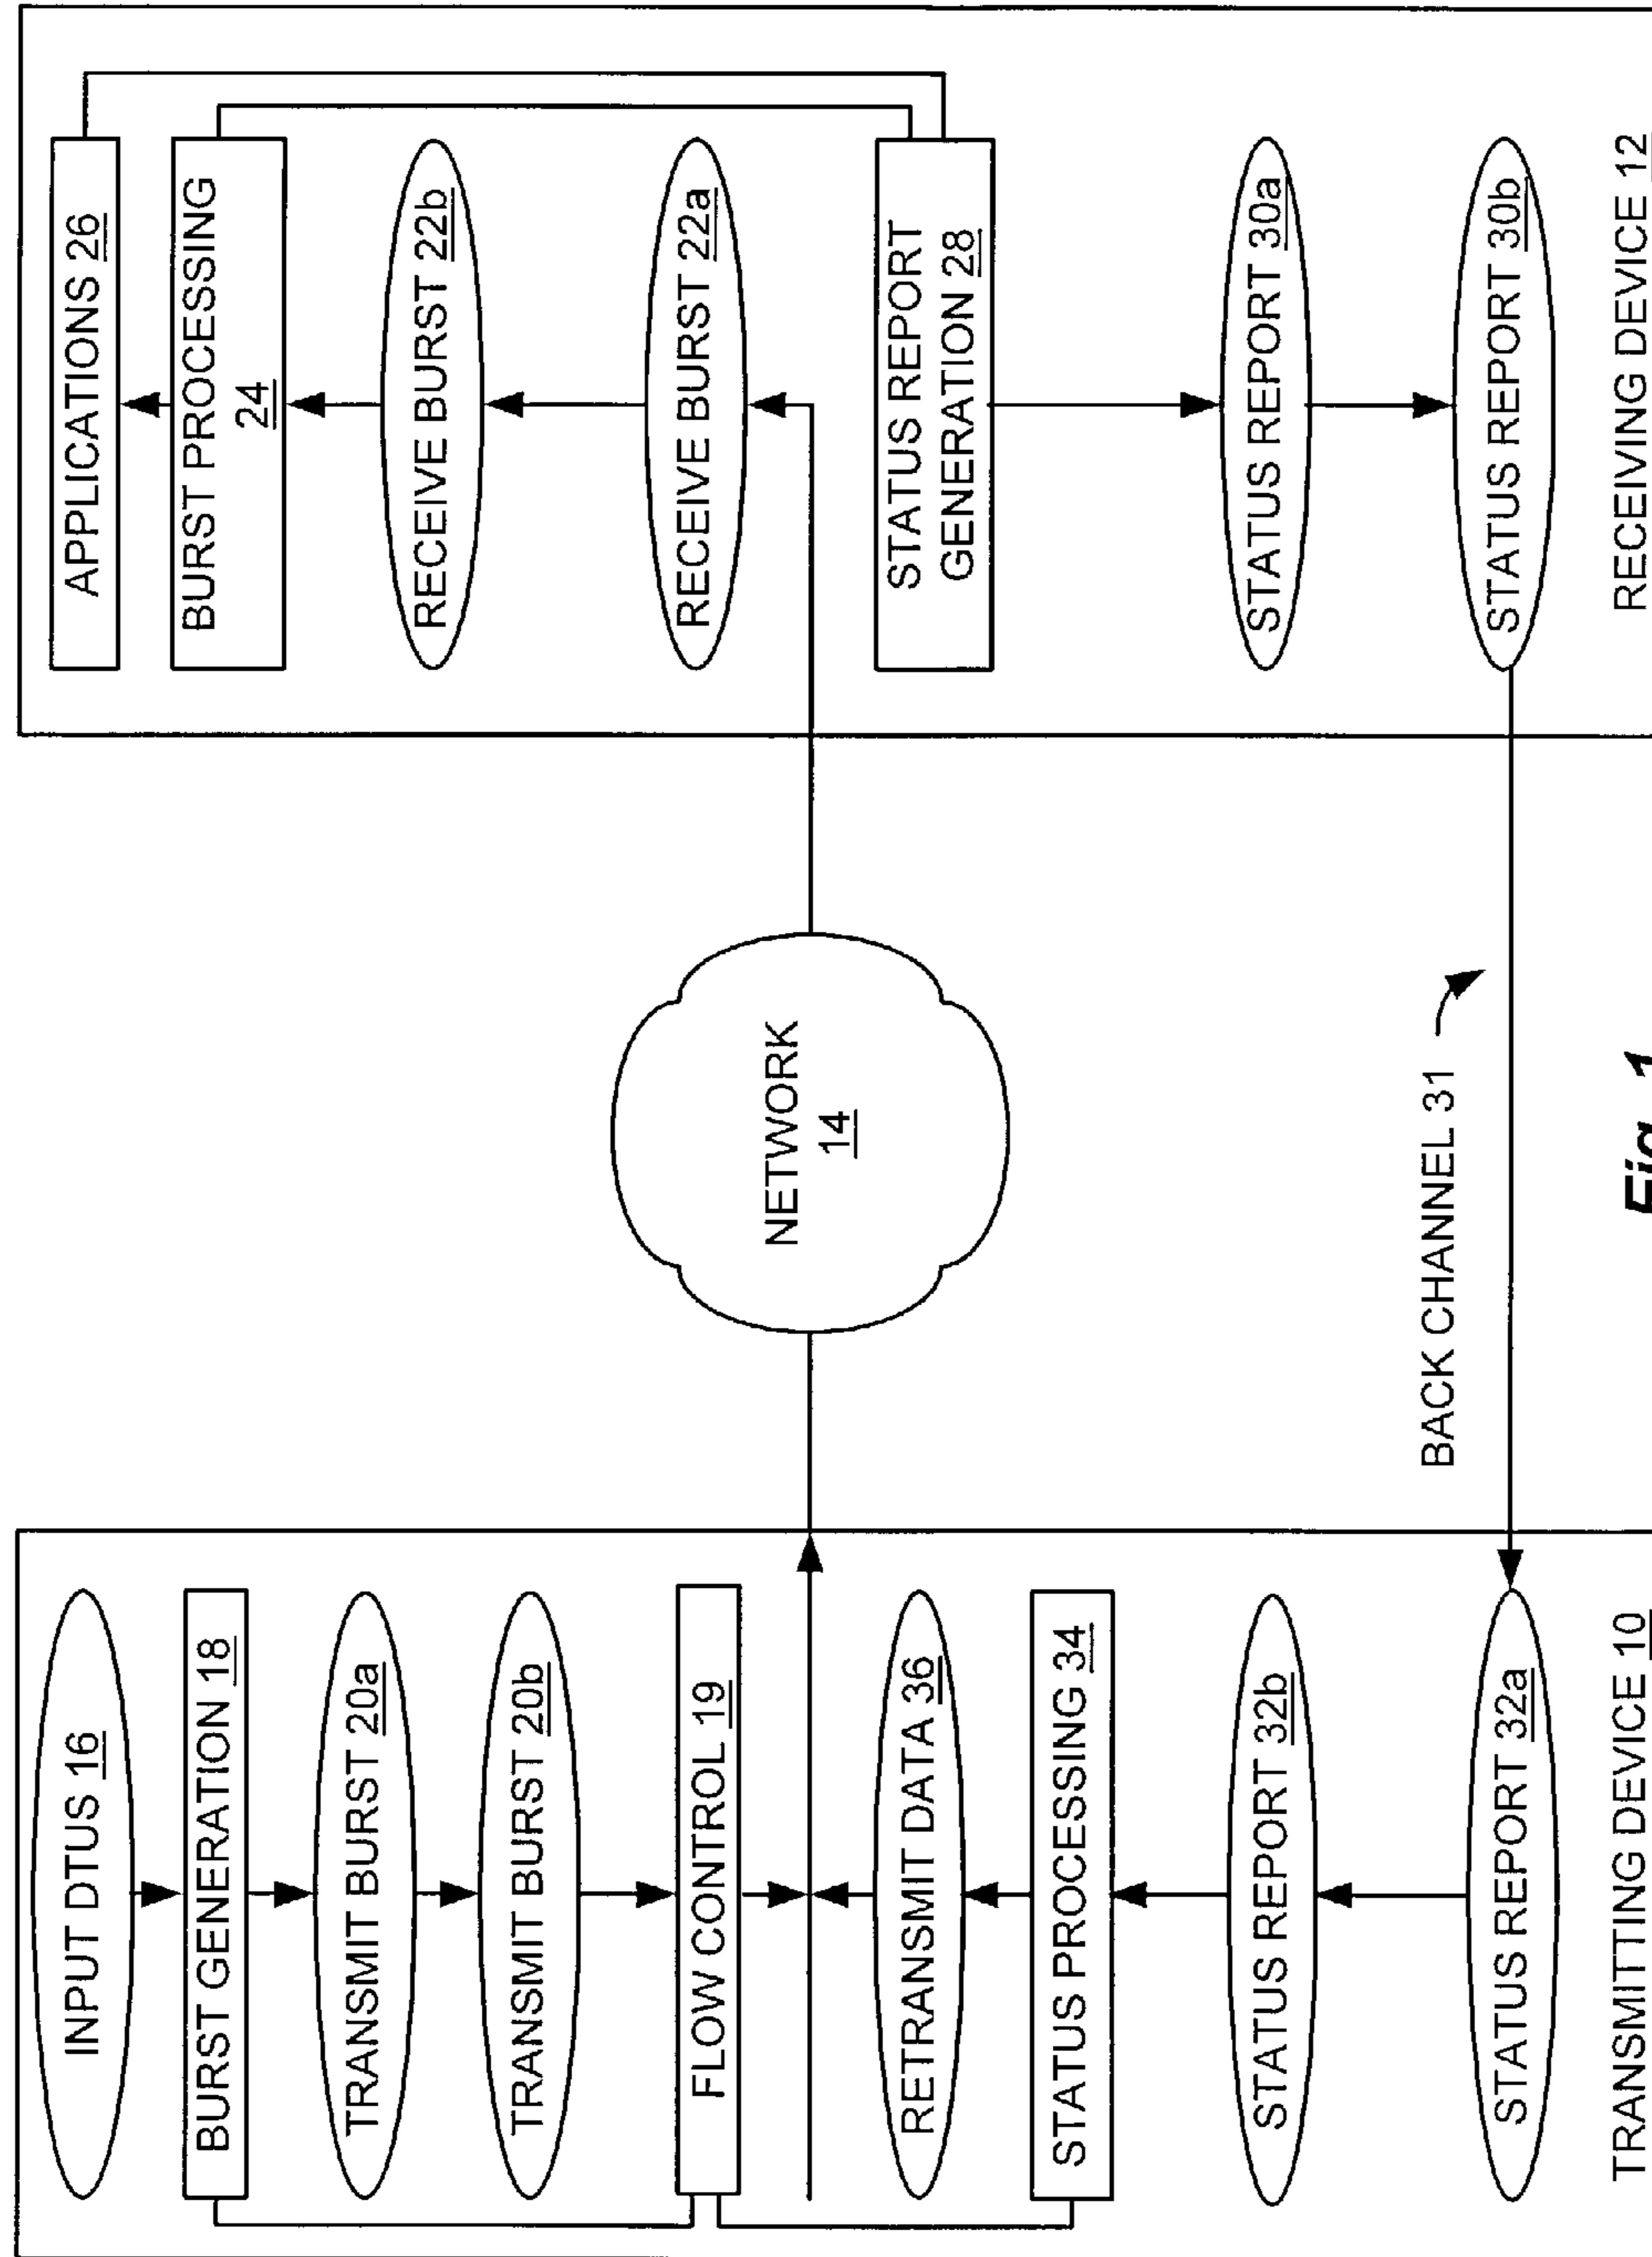 INPUT DTUS 16
BURST GENERATION 18
TRANSMIT BURST 20a
TRANSMIT BURST 20b
FLOW CONTROL 19
RETRANSMIT DATA 36
STATUS PROCESSING 34
STATUS REPORT 32b
STATUS REPORT 32a
TRANSMITTING DEVICE 10
NETWORK
14
BACK CHANNEL 31
Fig. 1
APPLICATIONS 26
BURST PROCESSING
24
RECEIVE BURST 22b
RECEIVE BURST 22a
STATUS REPORT
GENERATION 28
STATUS REPORT 30a
STATUS REPORT 30b
RECEIVING DEVICE 12